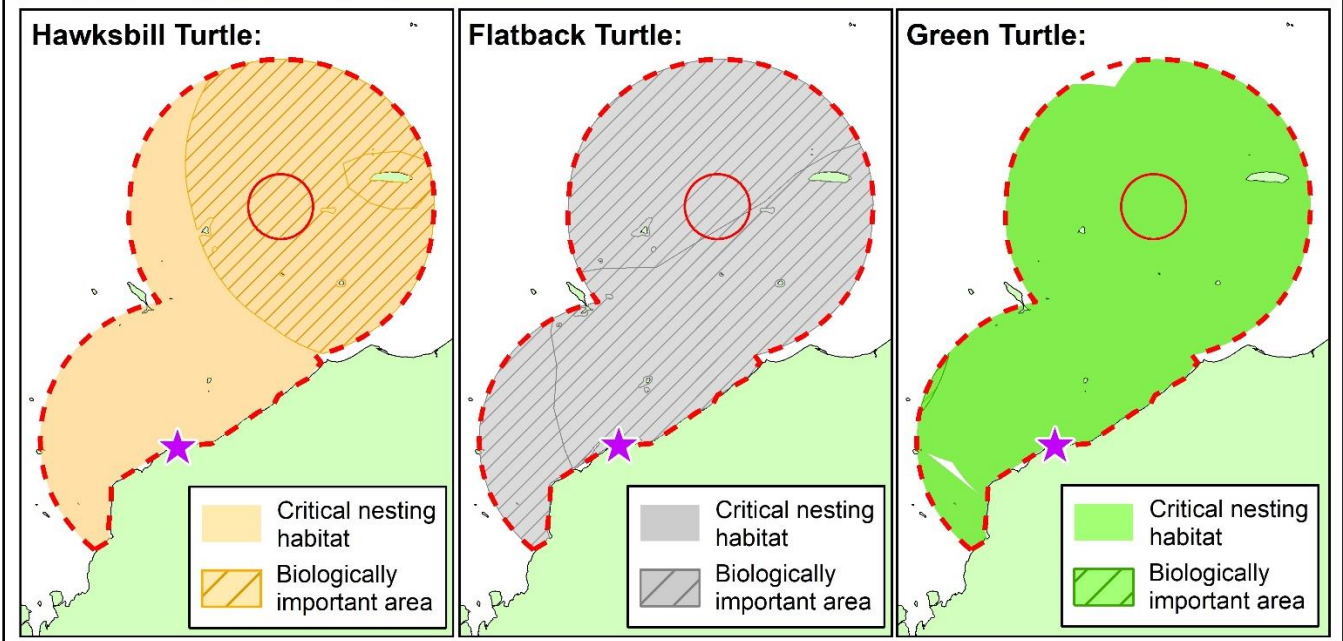 Hawksbill Turtle:
Critical nesting
habitat
Biologically
important area
Flatback Turtle:
Critical nesting
habitat
Biologically
important area
Green Turtle:
Critical nesting
habitat
Biologically
important area